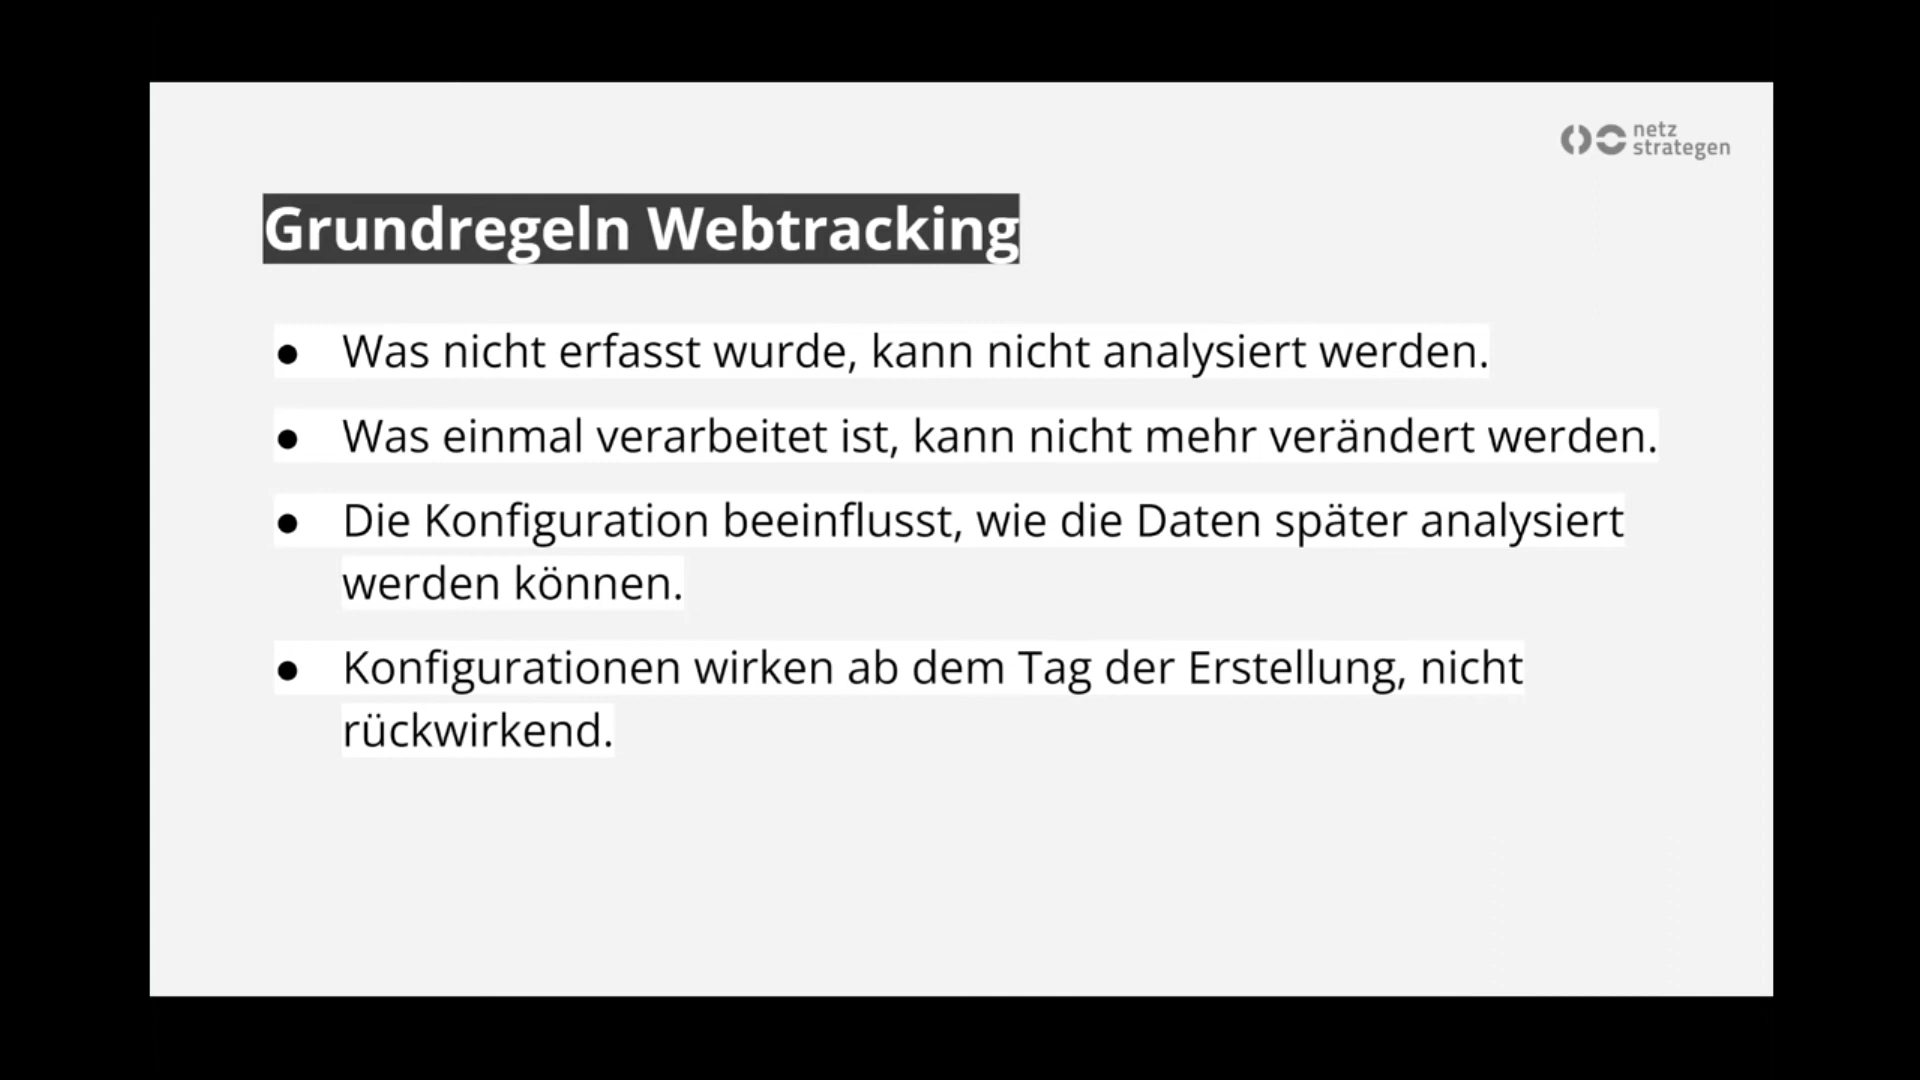 netz
strategen
Grundregeln Webtracking
● Was nicht erfasst wurde, kann nicht analysiert werden.
● Was einmal verarbeitet ist, kann nicht mehr verändert werden.
● Die Konfiguration beeinflusst, wie die Daten später analysiert
werden können.
● Konfigurationen wirken ab dem Tag der Erstellung, nicht
rückwirkend.